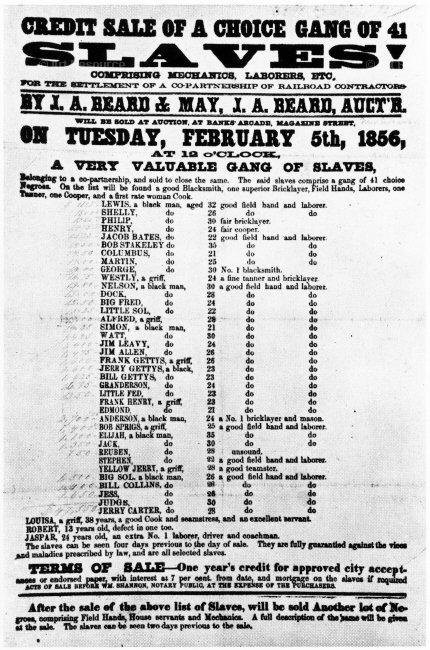 CREDIT SALE OF A CHOICE GANG OF 41
SLAVES!
COMPRISING MECHANICS, LABORERS, ETC,
FOR THE SETTLEMENT OF A CO-PARTNERSHIP OF RAILROAD CONTRACTORS
BY J. A. BEARD & MAY, J. A. BEARD, AUCT'R.
WILL BE SOLD AT AUCTION, AT BANKS' ARCADE, MAGAZINE STREET,
ON TUESDAY, FEBRUARY 5th, 1856,
AT 12 O'CLOCK,
A VERY VALUABLE GANG OF SLAVES,
Belonging to a co-partnership, and sold to close the same. The said slaves comprise a gang of 41 choice
Negroes. On the list will be found a good Blacksmith, one superior Bricklayer, Field Hands, Laborers, one
Tanner, one Cooper, and a first rate woman Cook.
LEWIS, a black man, aged 32 good field hand and laborer.
SHELLY, do 26 do do
PHILIP, do 30 fair bricklayer.
HENRY, do 24 fair cooper.
JACOB BATES, do 22 good field hand and laborer.
BOB STAKELEY do 35 do do
COLUMBUS, do 21 do do
MARTIN, do 25 do do
GEORGE, do 30 No. 1 blacksmith.
WESTLY, a griff, 24 a fine tanner and bricklayer.
NELSON, a black man, 30 a good field hand and laborer.
DOCK, do 28 do do
BIG FRED, do 24 do do
LITTLE SOL, do 22 do do
ALFRED, a griff, 28 do do
SIMON, a black man, 21 do do
WATT, do 30 do do
JIM LEAVY, do 24 do do
JIM ALLEN, do 26 do do
FRANK GETTYS, a griff, 26 do do
JERRY GETTYS, a black, 23 do do
BILL GETTYS, do 23 do do
GRANDERSON, do 24 do do
LITTLE FED, do 23 do do
FRANK HENRY, a griff, 23 do do
EDMOND, do 21 do do
ANDERSON, a black man, 24 a No. 1 bricklayer and mason.
BOB SPRIGS, a griff, 25 a good field hand and laborer.
ELIJAH, a black man, 35 do do
JACK, do 30 do do
REUBEN, do 28 unsound.
STEPHEN, do 22 a good field hand and laborer.
YELLOW JERRY, a griff, 28 a good teamster.
BIG SOL, a black man, 26 a good field hand and laborer.
BILL COLLINS, do 28 do do
JESS, do 26 do do
JUDGE, do 30 do do
JERRY CARTER, do 28 do do
LOUISA, a griff, 38 years, a good Cook and seamstress, and an excellent servant.
ROBERT, 13 years old, defect in one toe.
JASPAR, 24 years old, an extra No. 1 laborer, driver and coachman.
The slaves can be seen four days previous to the day of sale. They are fully guarantied against the vices
and maladies prescribed by law, and are all selected slaves.
TERMS OF SALE—One year's credit for approved city accept-
ances or endorsed paper, with interest at 7 per cent. from date, and mortgage on the slaves if required
ACTS OF SALE BEFORE WM. SHANNON, NOTARY PUBLIC, AT THE EXPENSE OF THE PURCHASERS.
After the sale of the above list of Slaves, will be sold Another lot of Ne-
groes, comprising Field Hands, House servants and Mechanics. A full description of the same will be given
at the sale. The slaves can be seen two days previous to the sale.